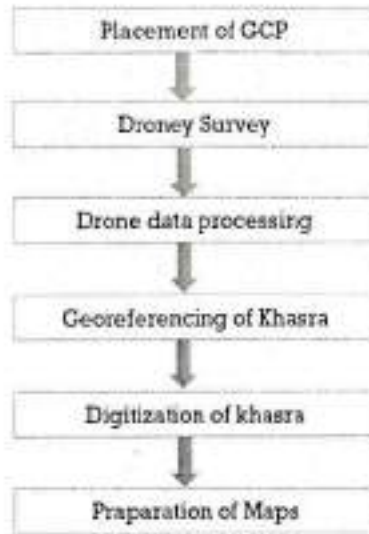 Placement of GCP
Droney Survey
Drone data processing
Georeferencing of Khasra
Digitization of khasra
Praparation of Maps